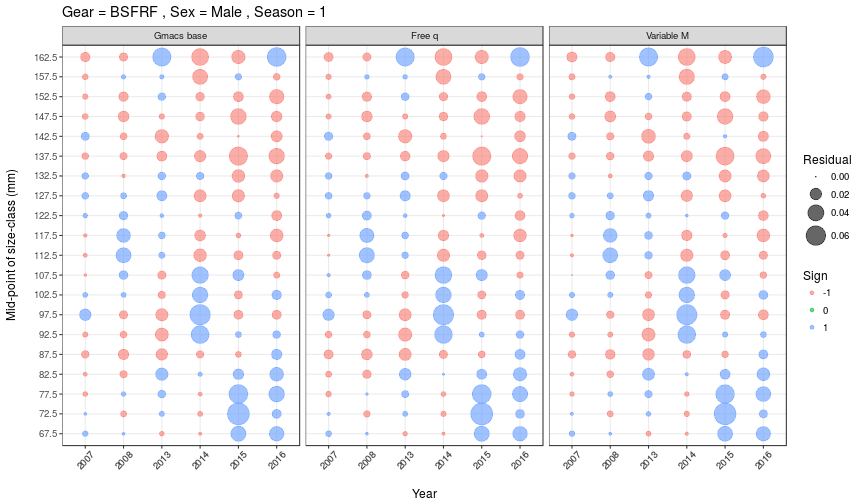 Gear = BSFRF , Sex = Male , Season = 1
Gmacs base
Free q
Variable M
162.5
157.5
152.5
147.5
142.5
137.5
132.5
127.5
122.5
117.5
112.5
107.5
102.5
97.5
92.5
87.5
82.5
77.5
72.5
67.5
Mid-point of size-class (mm)
2007 2008 2013 2014 2015 2016
2007 2008 2013 2014 2015 2016
2007 2008 2013 2014 2015 2016
Year
Residual
0.00
0.02
0.04
0.06
Sign
-1
0
1